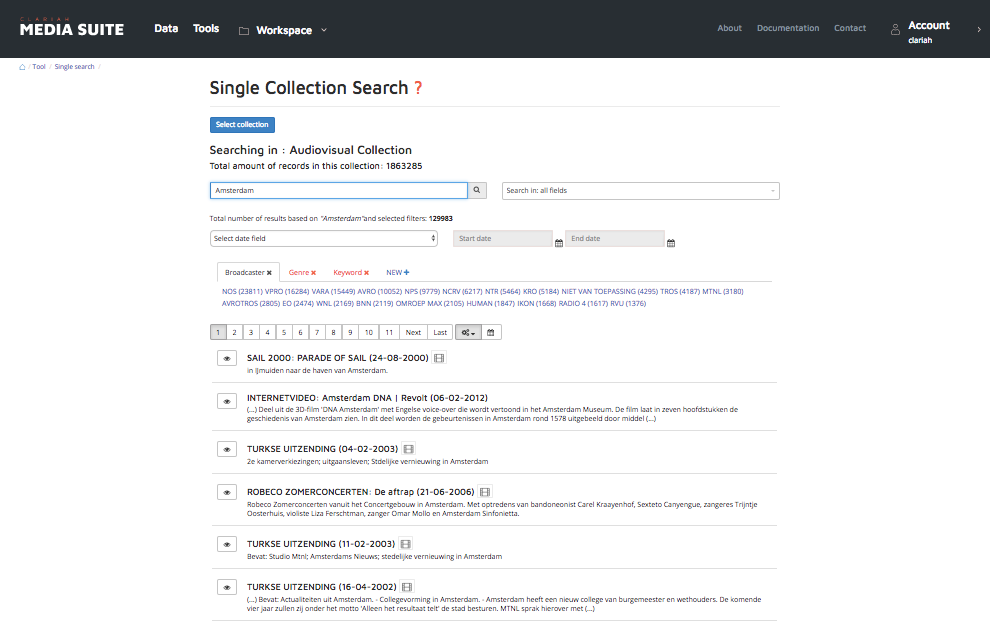 CLARIAH
MEDIA SUITE
Data Tools Workspace
About Documentation Contact
Account
clariah
Tool / Single search /
Single Collection Search ?
Select collection
Searching in : Audiovisual Collection
Total amount of records in this collection: 1863285
Amsterdam
Search in: all fields
Total number of results based on "Amsterdam"and selected filters: 129983
Select date field
Start date
End date
Broadcaster Genre Keyword NEW
NOS (23811) VPRO (16284) VARA (15449) AVRO (10052) NPS (9779) NCRV (6217) NTR (5464) KRO (5184) NIET VAN TOEPASSING (4295) TROS (4187) MTNL (3180)
AVROTROS (2805) EO (2474) WNL (2169) BNN (2119) OMROEP MAX (2105) HUMAN (1847) IKON (1668) RADIO 4 (1617) RVU (1376)
1 2 3 4 5 6 7 8 9 10 11 Next Last
SAIL 2000: PARADE OF SAIL (24-08-2000)
in IJmuiden naar de haven van Amsterdam.
INTERNETVIDEO: Amsterdam DNA | Revolt (06-02-2012)
(...) Deel uit de 3D-film 'DNA Amsterdam' met Engelse voice-over die wordt vertoond in het Amsterdam Museum. De film laat in zeven hoofdstukken de
geschiedenis van Amsterdam zien. In dit deel worden de gebeurtenissen in Amsterdam rond 1578 uitgebeeld door middel (...)
TURKSE UITZENDING (04-02-2003)
2e kamerverkiezingen; uitgaansleven; Stdelijke vernieuwing in Amsterdam
ROBECO ZOMERCONCERTEN: De aftrap (21-06-2006)
Robeco Zomerconcerten vanuit het Concertgebouw in Amsterdam. Met optredens van bandoneonist Carel Kraayenhof, Sexteto Canyengue, zangeres Trijntje
Oosterhuis, violiste Liza Ferschtman, zanger Omar Mollo en Amsterdam Sinfonietta.
TURKSE UITZENDING (11-02-2003)
Bevat: Studio Mtnl; Amsterdams Nieuws; stedelijke vernieuwing in Amsterdam
TURKSE UITZENDING (16-04-2002)
(...) Bevat: Actualiteiten uit Amsterdam. - Collegevorming in Amsterdam. - Amsterdam heeft een nieuw college van burgemeester en wethouders. De komende
vier jaar zullen zij onder het motto 'Alleen het resultaat telt' de stad besturen. MTNL sprak hierover met (...)